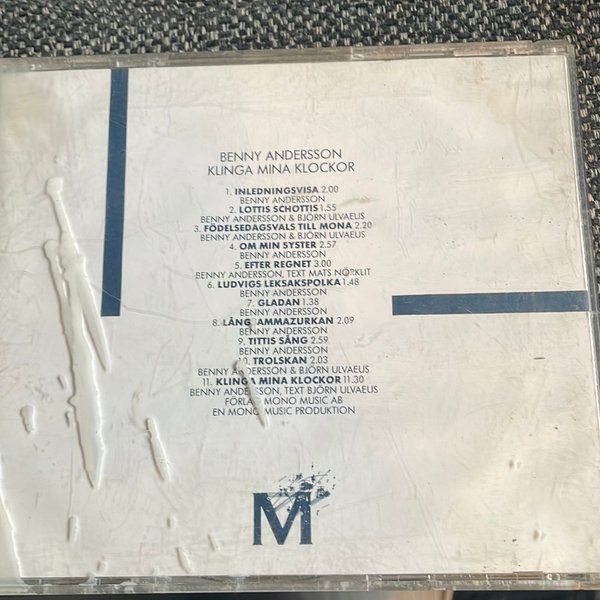 BENNY ANDERSSON
KLINGA MINA KLOCKOR
1. INLEDNINGSVISA 2.00
BENNY ANDERSSON
2. LOTTIS SCHOTTIS 1.55
BENNY ANDERSSON & BJÖRN ULVAEUS
3. FÖDELSEDAGSVALS TILL MONA 2.20
BENNY ANDERSSON & BJÖRN ULVAEUS
4. OM MIN SYSTER 2.57
BENNY ANDERSSON
5. EFTER REGNET 3.00
BENNY ANDERSSON, TEXT MATS NÖRKLIT
6. LUDVIGS LEKSAKSPOLKA 1.48
BENNY ANDERSSON
7. GLADAN 1.38
BENNY ANDERSSON
8. LÅNG AMMAZURKAN 2.09
BENNY ANDERSSON
9. TITTIS SÅNG 2.59
BENNY ANDERSSON
10. TROLSKAN 2.03
BENNY ANDERSSON & BJÖRN ULVAEUS
11. KLINGA MINA KLOCKOR 11.30
BENNY ANDERSSON, TEXT BJÖRN ULVAEUS
FÖRLAG MONO MUSIC AB
EN MONO MUSIC PRODUKTION
M